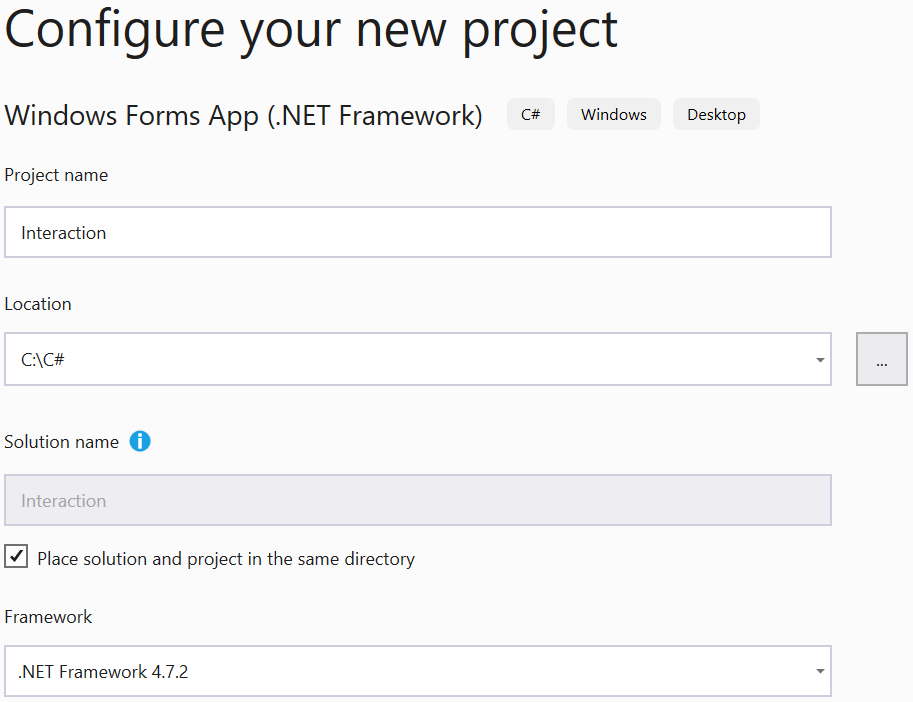 Configure your new project
Windows Forms App (.NET Framework) C# Windows Desktop
Project name
Interaction
Location
C:\C#
...
Solution name
Interaction
Place solution and project in the same directory
Framework
.NET Framework 4.7.2